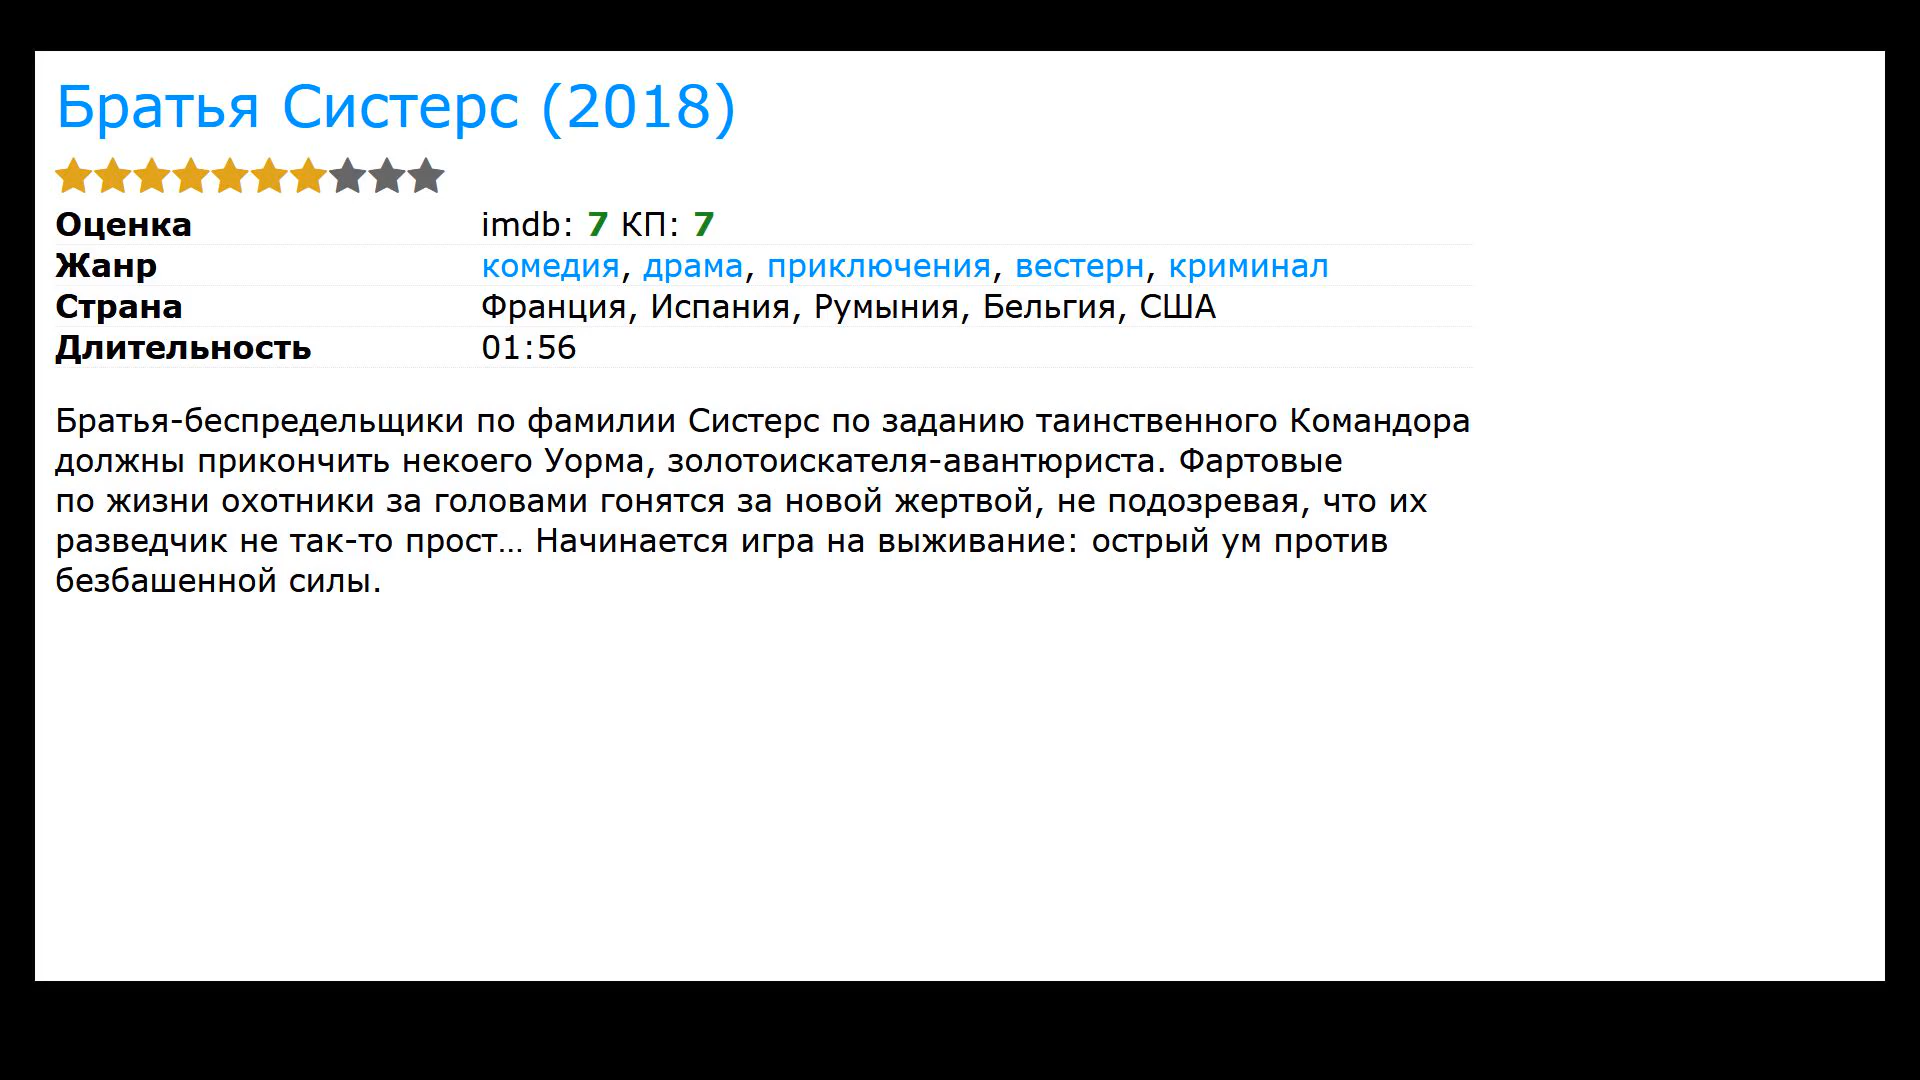 Братья Систерс (2018)
Оценка imdb: 7 КП: 7
Жанр комедия, драма, приключения, вестерн, криминал
Страна Франция, Испания, Румыния, Бельгия, США
Длительность 01:56
Братья-беспредельщики по фамилии Систерс по заданию таинственного Командора
должны прикончить некоего Уорма, золотоискателя-авантюриста. Фартовые
по жизни охотники за головами гонятся за новой жертвой, не подозревая, что их
разведчик не так-то прост... Начинается игра на выживание: острый ум против
безбашенной силы.